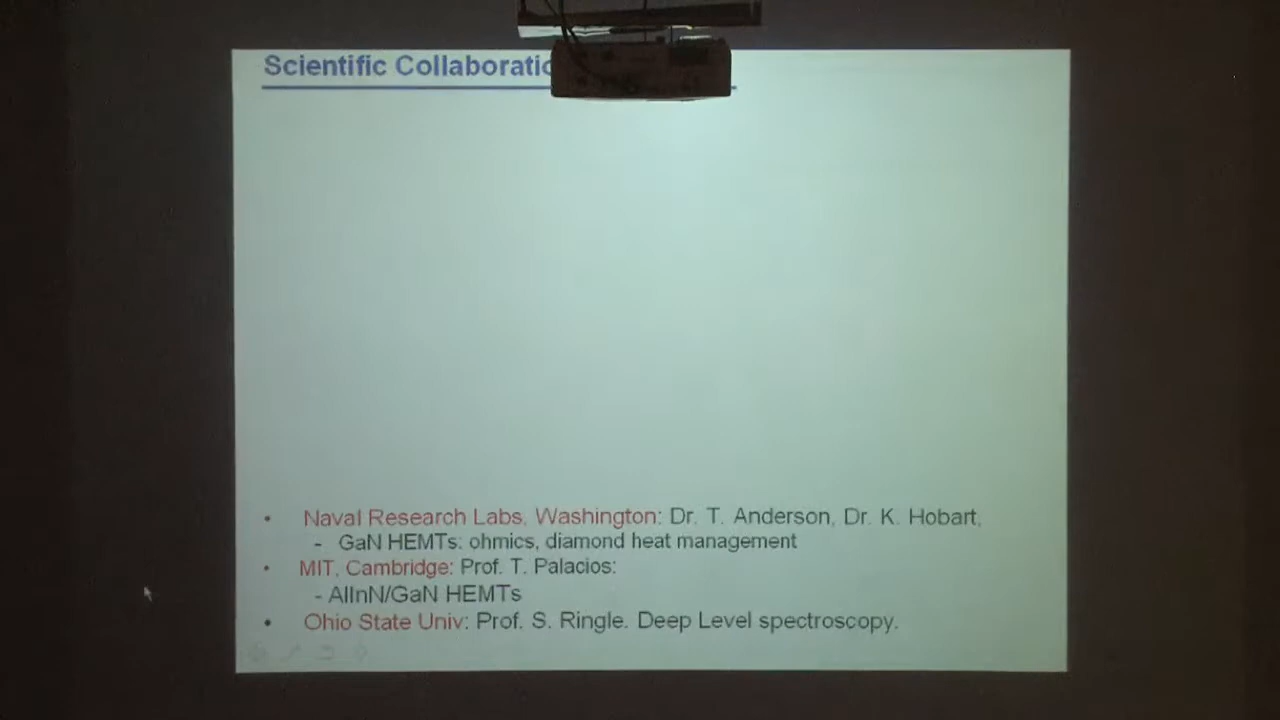 Scientific Collaboratio
• Naval Research Labs, Washington: Dr. T. Anderson, Dr. K. Hobart,
- GaN HEMTs: ohmics, diamond heat management
• MIT, Cambridge: Prof. T. Palacios:
- AlInN/GaN HEMTs
• Ohio State Univ: Prof. S. Ringle. Deep Level spectroscopy.